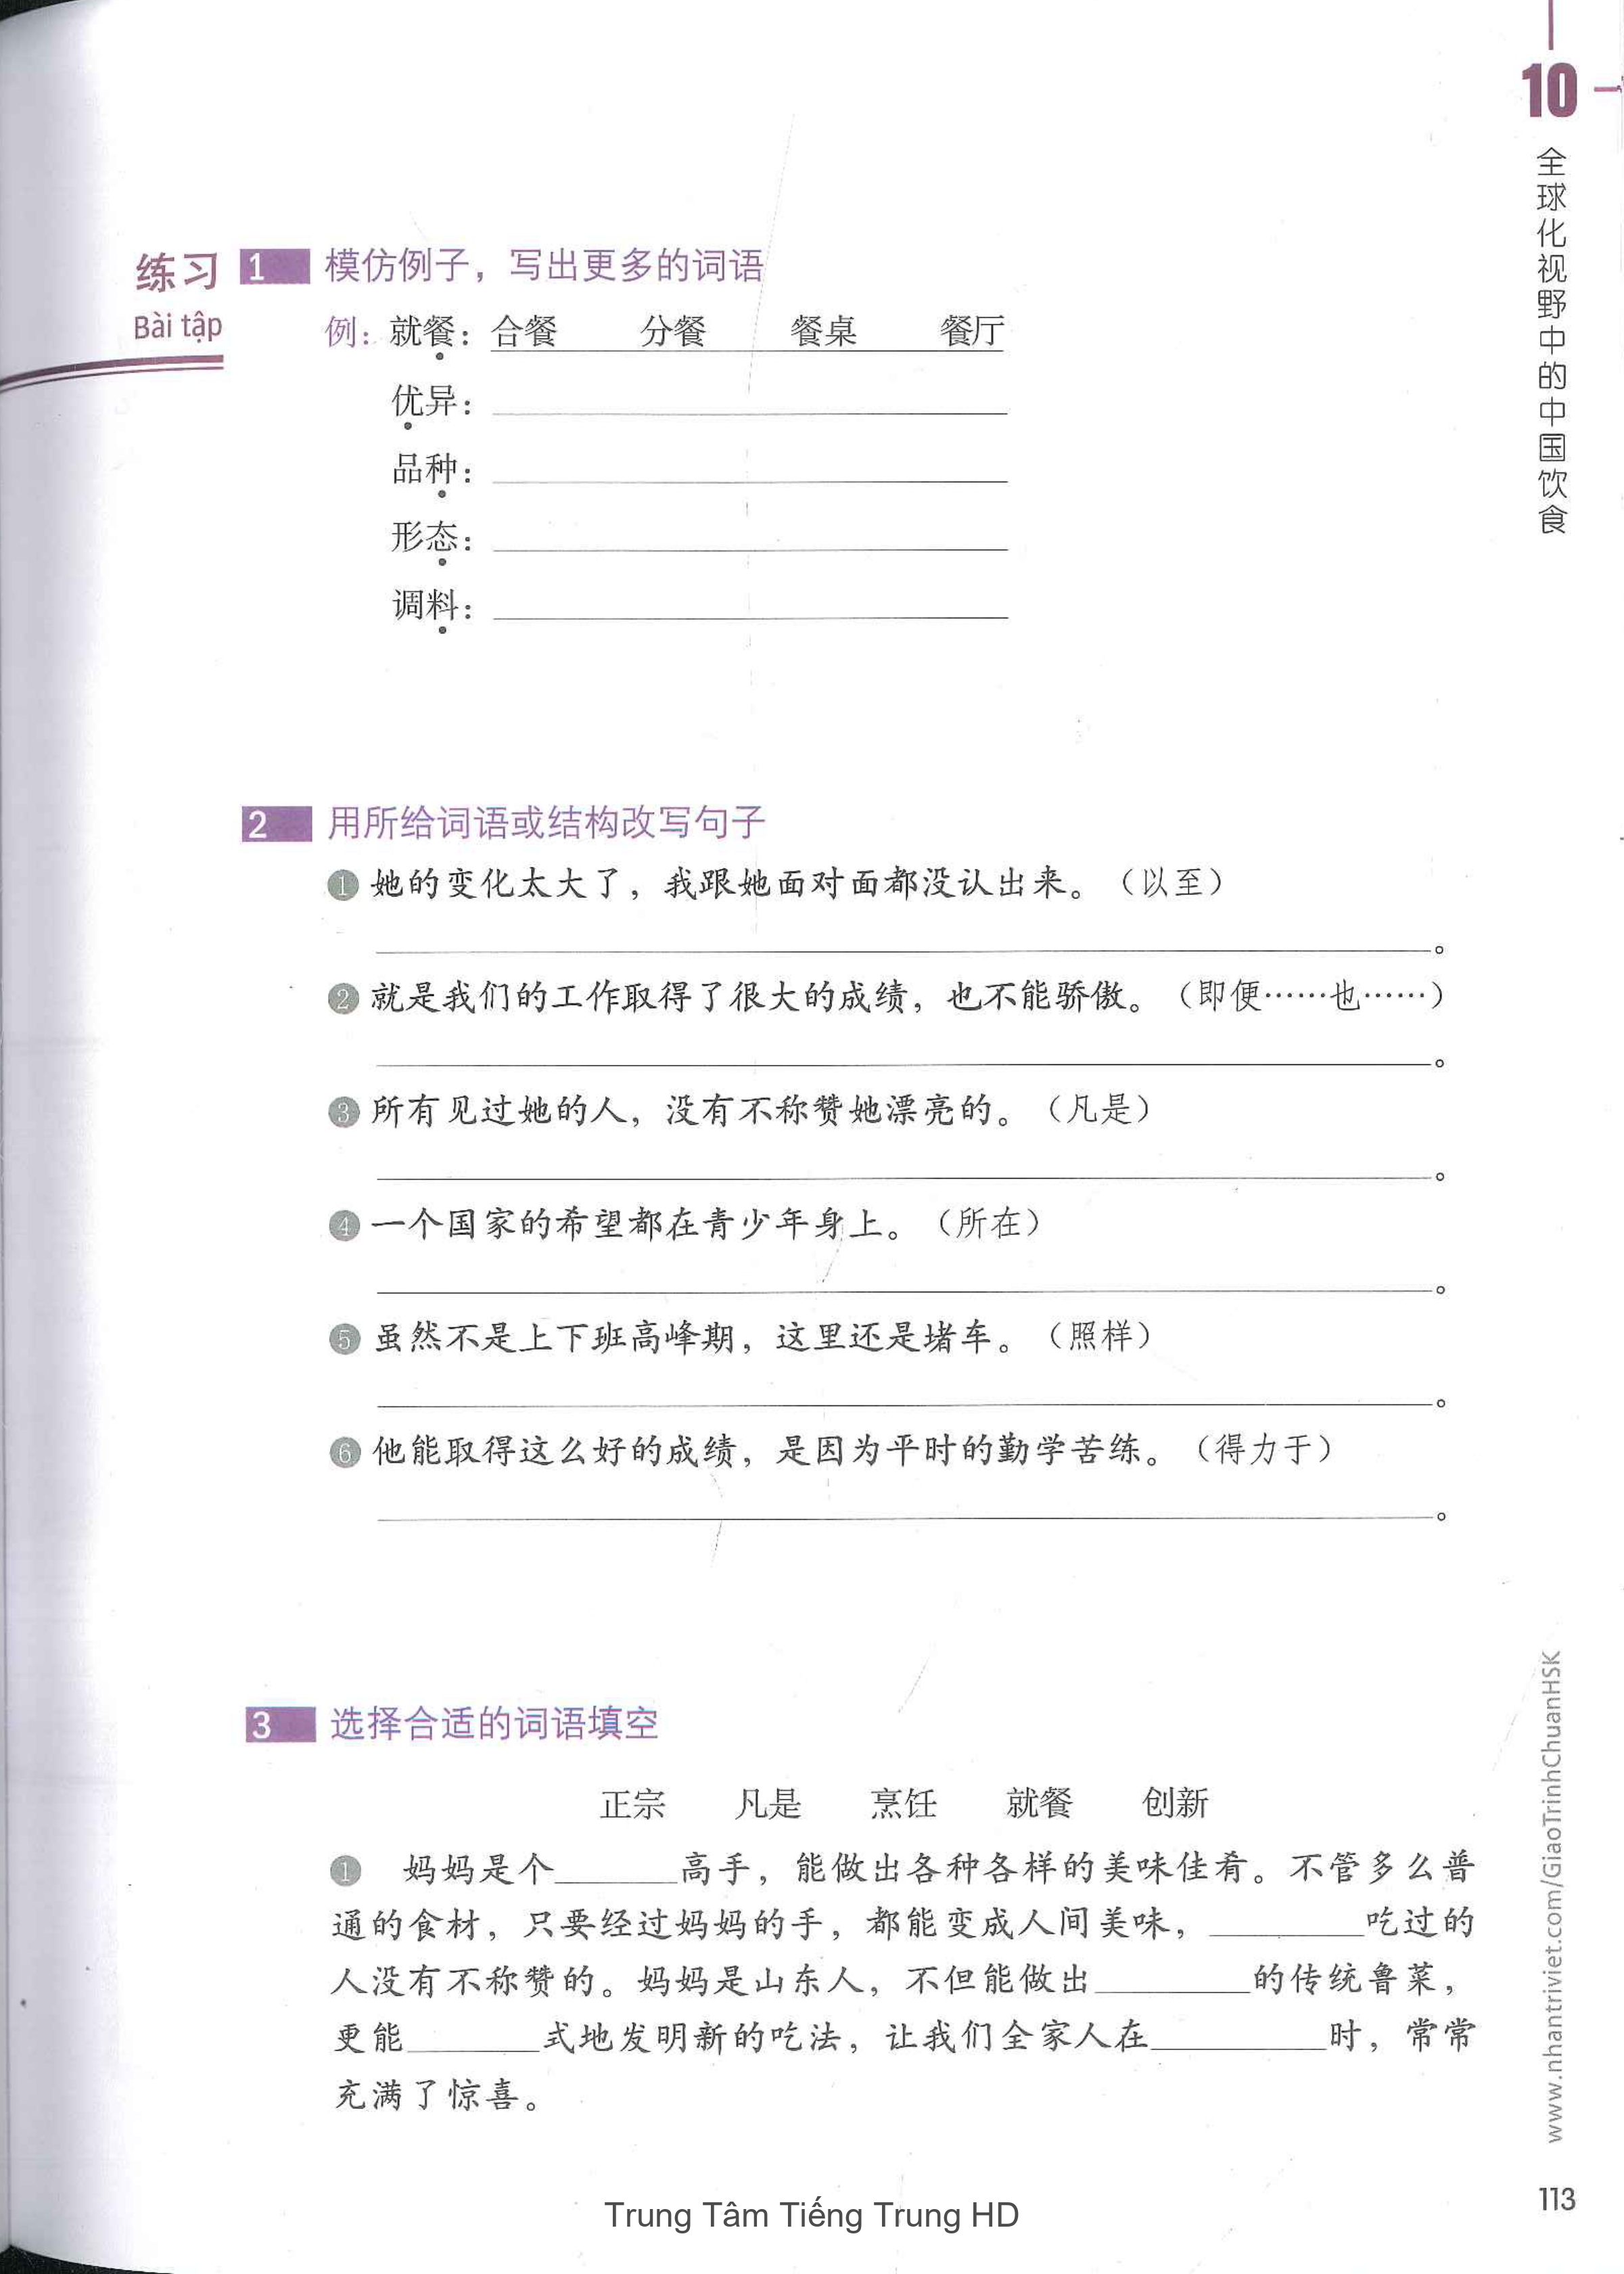 10
全球化视野中的中国饮食
练习
Bài tập
1 模仿例子，写出更多的词语
例：就餐：合餐 分餐 餐桌 餐厅
优异：
品种：
形态：
调料：
2 用所给词语或结构改写句子
1 她的变化太大了，我跟她面对面都没认出来。（以至）
。
2 就是我们的工作取得了很大的成绩，也不能骄傲。（即便……也……）
。
3 所有见过她的人，没有不称赞她漂亮的。（凡是）
。
4 一个国家的希望都在青少年身上。（所在）
。
5 虽然不是上下班高峰期，这里还是堵车。（照样）
。
6 他能取得这么好的成绩，是因为平时的勤学苦练。（得力于）
。
3 选择合适的词语填空
正宗 凡是 烹饪 就餐 创新
1 妈妈是个______高手，能做出各种各样的美味佳肴。不管多么普
通的食材，只要经过妈妈的手，都能变成人间美味，________吃过的
人没有不称赞的。妈妈是山东人，不但能做出________的传统鲁菜，
更能_______式地发明新的吃法，让我们全家人在_________时，常常
充满了惊喜。
www.nhantriviet.com/GiaoTrinhChuanHSK
113
Trung Tâm Tiếng Trung HD